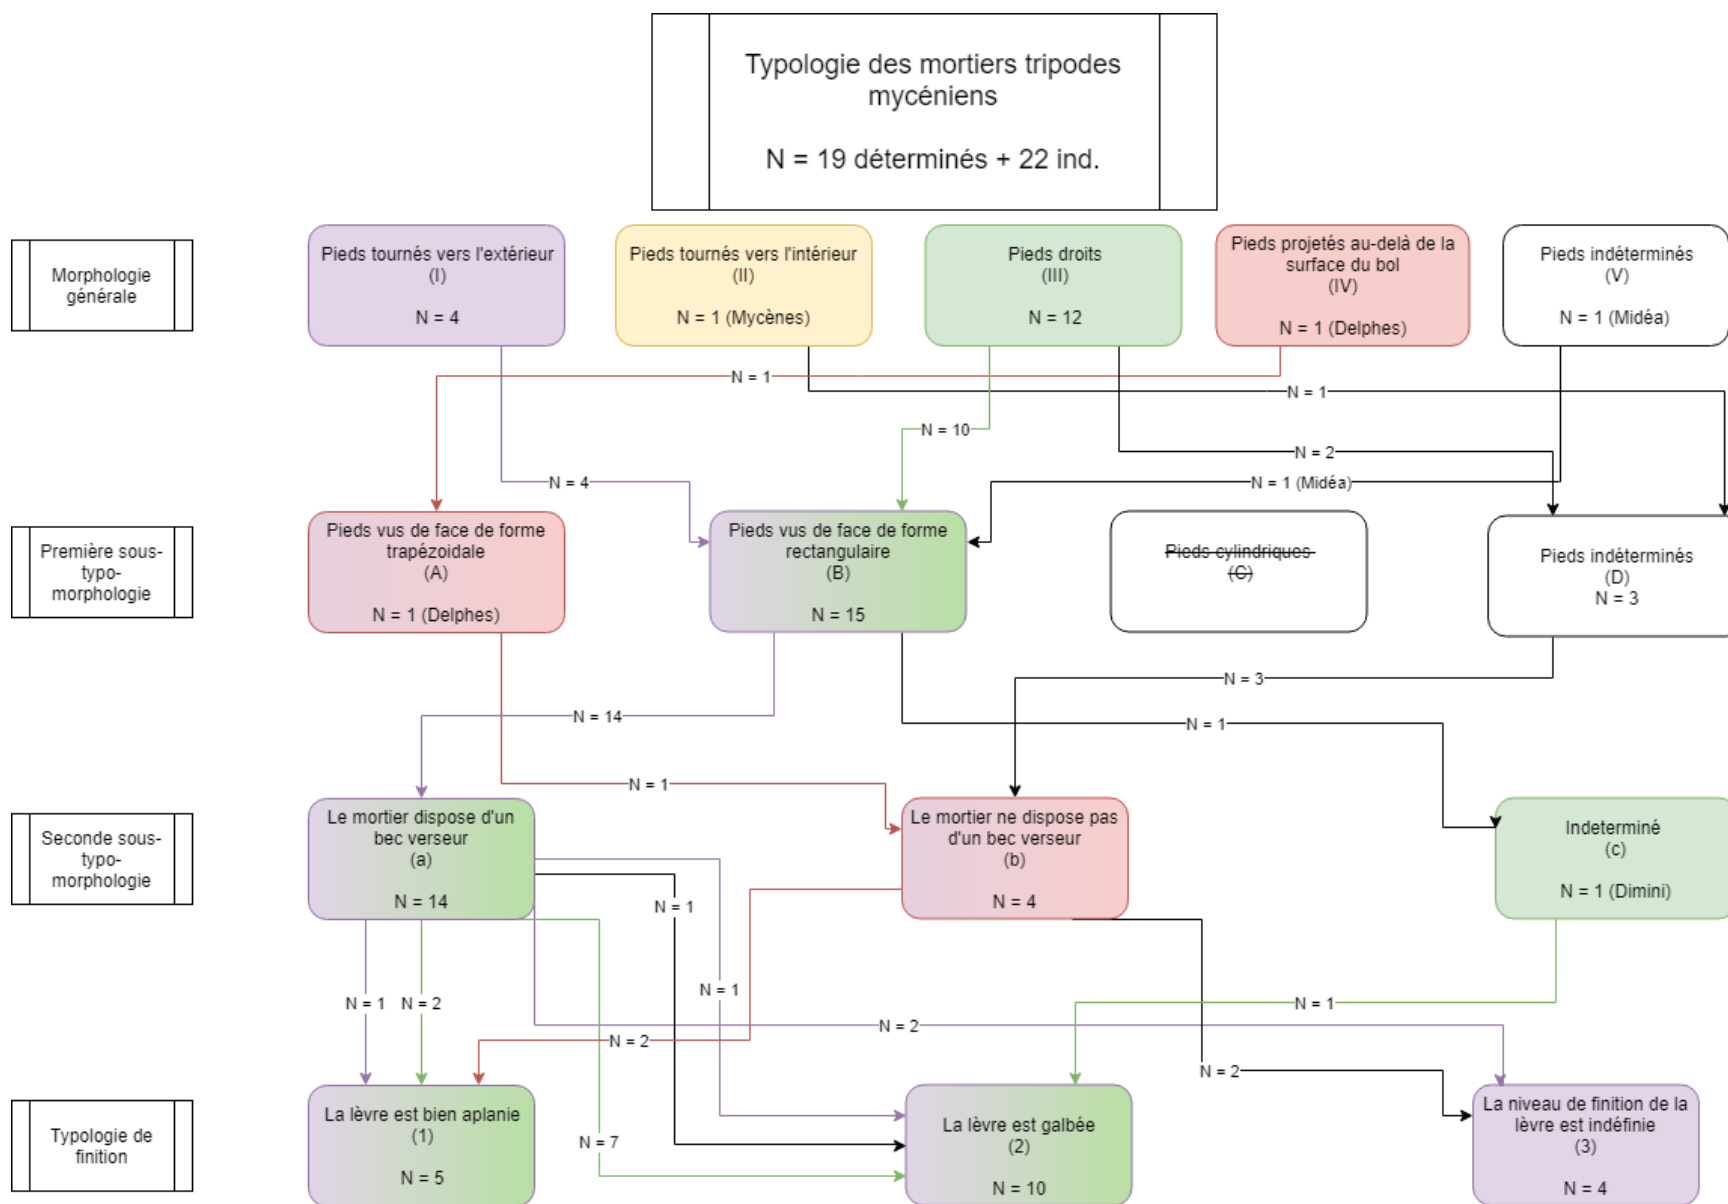 Typologie des mortiers tripodes
mycéniens
N = 19 déterminés + 22 ind.
Morphologie
générale
Pieds tournés vers l'extérieur
(I)
N = 4
Pieds tournés vers l'intérieur
(II)
N = 1 (Mycènes)
Pieds droits
(III)
N = 12
Pieds projetés au-delà de la
surface du bol
(IV)
N = 1 (Delphes)
Pieds indéterminés
(V)
N = 1 (Midéa)
N = 1
N = 1
N = 10
N = 2
N = 4
N = 1 (Midéa)
Première sous-
typo-
morphologie
Pieds vus de face de forme
trapézoidale
(A)
N = 1 (Delphes)
Pieds vus de face de forme
rectangulaire
(B)
N = 15
Pieds cylindriques
(C)
Pieds indéterminés
(D)
N = 3
N = 3
N = 14
N = 1
N = 1
Seconde sous-
typo-
morphologie
Le mortier dispose d'un
bec verseur
(a)
N = 14
Le mortier ne dispose pas
d'un bec verseur
(b)
N = 4
Indeterminé
(c)
N = 1 (Dimini)
N = 1
N = 1
N = 1
N = 2
N = 1
N = 2
N = 2
N = 2
N = 7
Typologie de
finition
La lèvre est bien aplanie
(1)
N = 5
La lèvre est galbée
(2)
N = 10
La niveau de finition de la
lèvre est indéfinie
(3)
N = 4